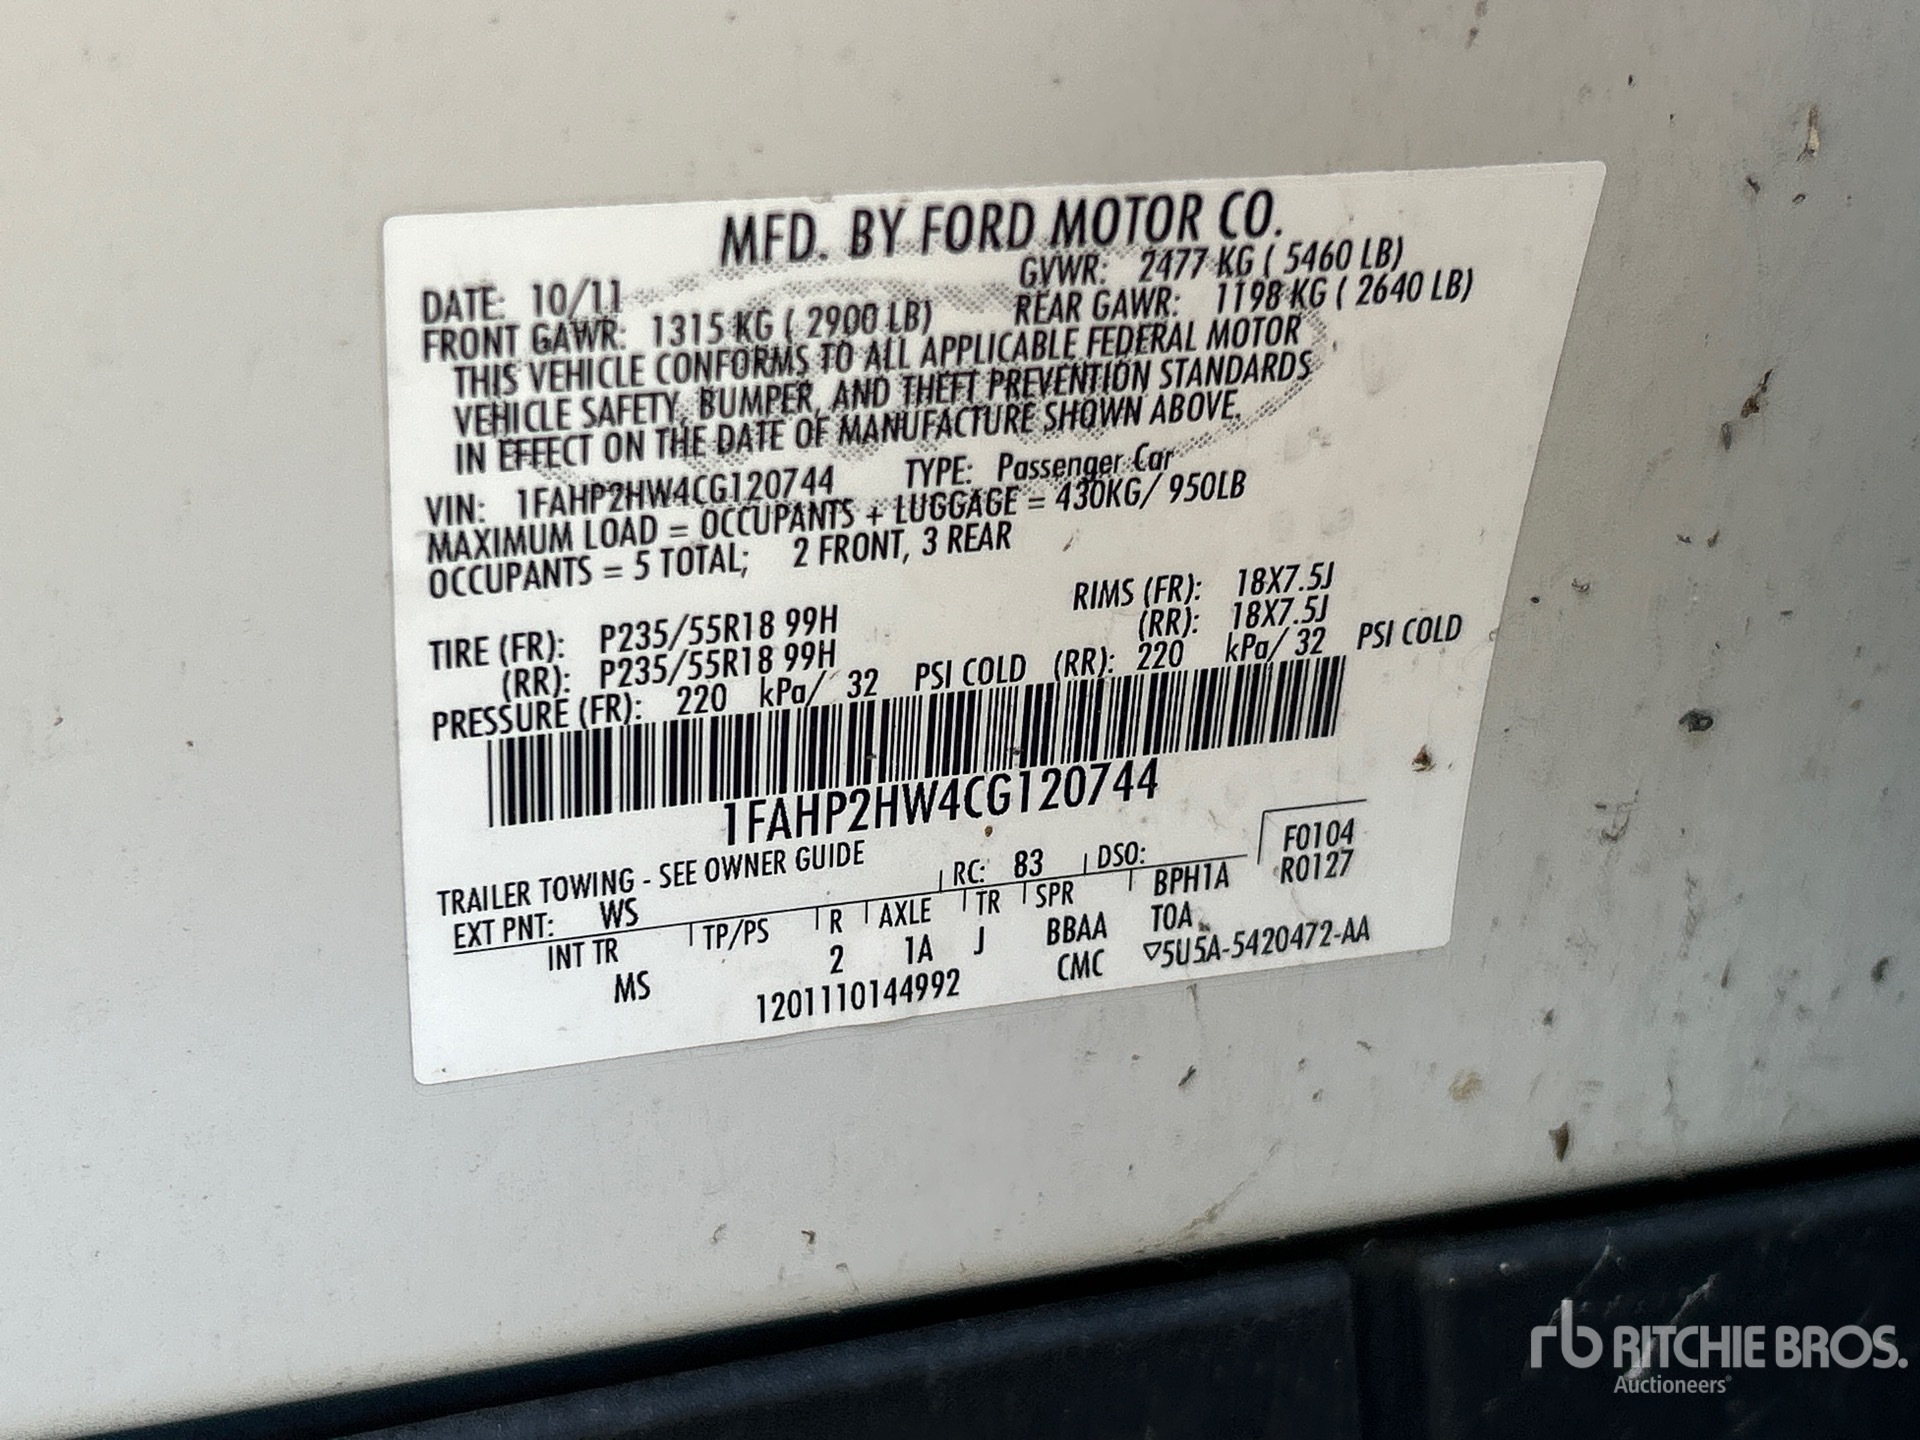 MFD. BY FORD MOTOR CO.
DATE: 10/11 GVWR: 2477 KG ( 5460 LB)
FRONT GAWR: 1315 KG ( 2900 LB) REAR GAWR: 1198 KG ( 2640 LB)
THIS VEHICLE CONFORMS TO ALL APPLICABLE FEDERAL MOTOR
VEHICLE SAFETY, BUMPER, AND THEFT PREVENTION STANDARDS
IN EFFECT ON THE DATE OF MANUFACTURE SHOWN ABOVE.
VIN: 1FAHP2HW4CG120744 TYPE: Passenger Car
MAXIMUM LOAD = OCCUPANTS + LUGGAGE = 430KG/ 950LB
OCCUPANTS = 5 TOTAL; 2 FRONT, 3 REAR
TIRE (FR): P235/55R18 99H RIMS (FR): 18X7.5J
(RR): P235/55R18 99H (RR): 18X7.5J
PRESSURE (FR): 220 kPa/ 32 PSI COLD (RR): 220 kPa/ 32 PSI COLD
1FAHP2HW4CG120744
TRAILER TOWING - SEE OWNER GUIDE F0104
EXT PNT: WS RC: 83 DSO: R0127
INT TR TP/PS R AXLE TR SPR BPH1A
MS 2 1A J BBAA TOA
1201110144992 CMC ▽5U5A-5420472-AA
rb RITCHIE BROS.
Auctioneers®